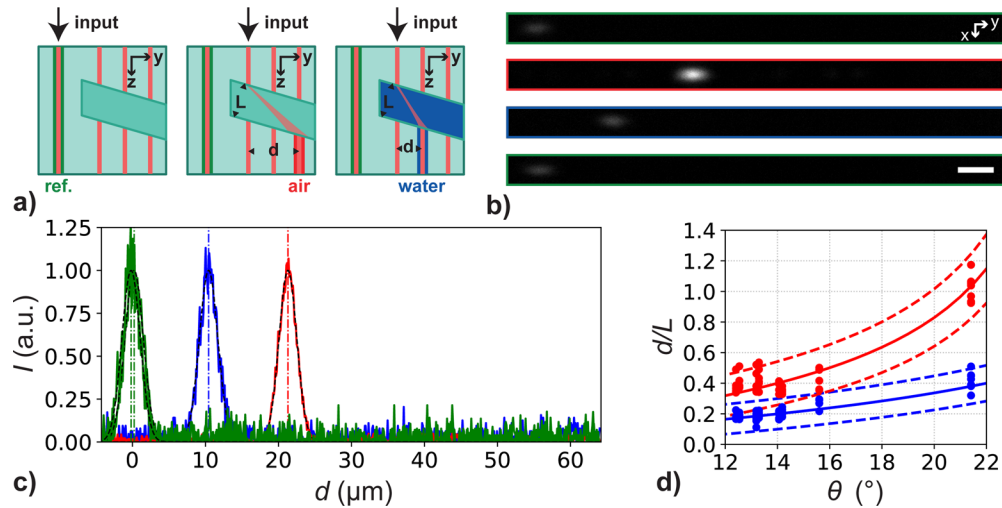 input
input
input
y
z
y
z
L
d
y
z
L
d
ref.
air
water
a)
y
x
b)
1.25
1.00
0.75
0.50
0.25
0.00
I (a.u.)
0 10 20 30 40 50 60
d (μm)
c)
1.4
1.2
1.0
0.8
0.6
0.4
0.2
0.0
d/L
12 14 16 18 20 22
θ (°)
d)